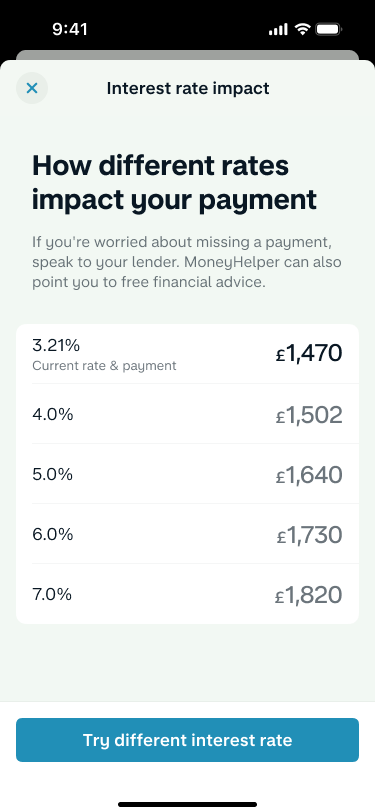 9:41
Interest rate impact
How different rates
impact your payment
If you're worried about missing a payment,
speak to your lender. MoneyHelper can also
point you to free financial advice.
3.21%
Current rate & payment
£1,470
4.0%
£1,502
5.0%
£1,640
6.0%
£1,730
7.0%
£1,820
Try different interest rate